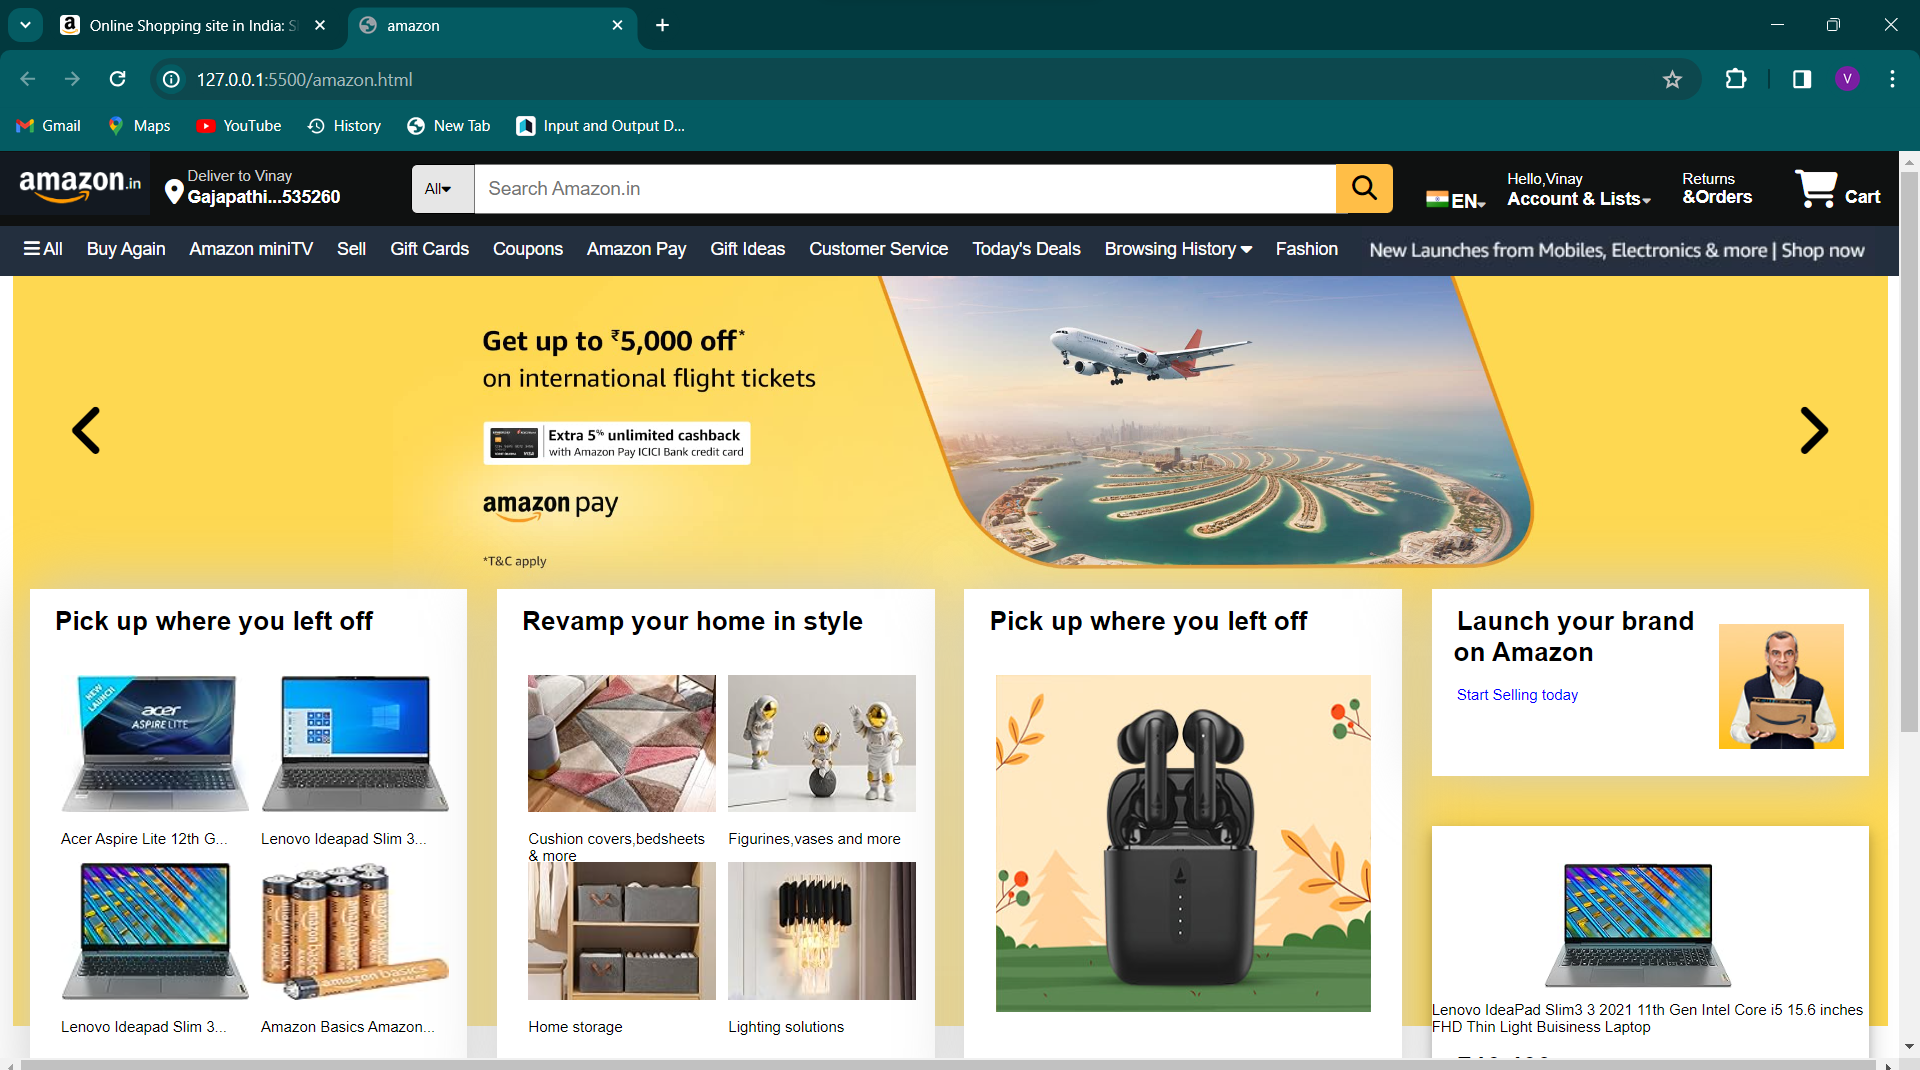 Online Shopping site in India: S
amazon
127.0.0.1:5500/amazon.html
V
Gmail
Maps
YouTube
History
New Tab
Input and Output D...
amazon.in
Deliver to Vinay
Gajapathi...535260
All
Search Amazon.in
EN
Hello,Vinay
Account & Lists
Returns
&Orders
Cart
All
Buy Again
Amazon miniTV
Sell
Gift Cards
Coupons
Amazon Pay
Gift Ideas
Customer Service
Today's Deals
Browsing History
Fashion
New Launches from Mobiles, Electronics & more | Shop now
Get up to ₹5,000 off*
on international flight tickets
Extra 5% unlimited cashback
with Amazon Pay ICICI Bank credit card
amazon pay
*T&C apply
Pick up where you left off
NEW LAUNCH
acer
ASPIRE LITE
Acer Aspire Lite 12th G...
Lenovo Ideapad Slim 3...
amazon basics
Lenovo Ideapad Slim 3...
Amazon Basics Amazon...
Revamp your home in style
Cushion covers,bedsheets
& more
Figurines,vases and more
Home storage
Lighting solutions
Pick up where you left off
Launch your brand
on Amazon
Start Selling today
Lenovo IdeaPad Slim3 3 2021 11th Gen Intel Core i5 15.6 inches
FHD Thin Light Buisiness Laptop